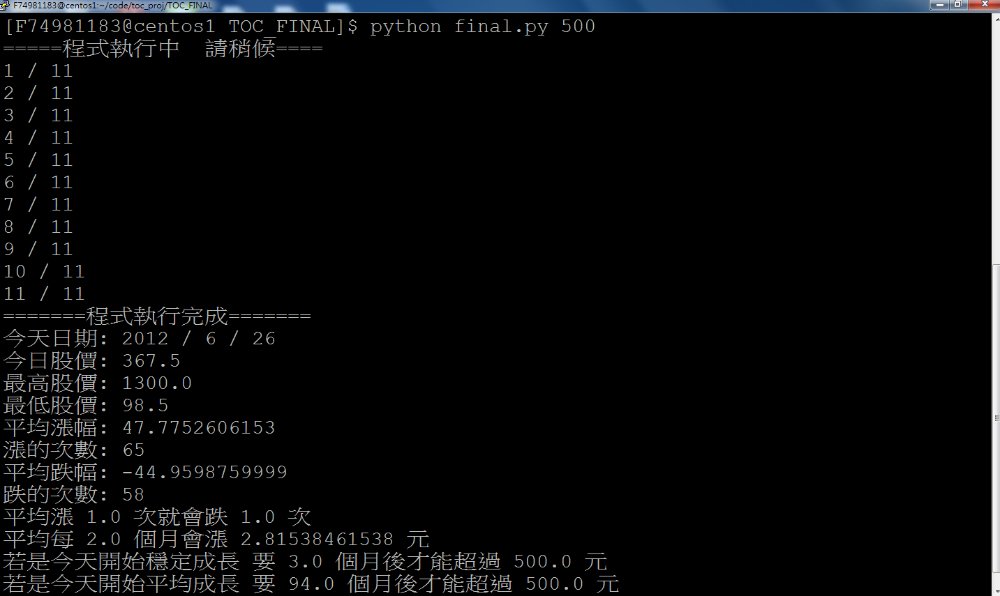 F74981183@centos1:~/code/toc_proj/TOC_FINAL
[F74981183@centos1 TOC_FINAL]$ python final.py 500
=====程式執行中  請稍候====
1 / 11
2 / 11
3 / 11
4 / 11
5 / 11
6 / 11
7 / 11
8 / 11
9 / 11
10 / 11
11 / 11
=======程式執行完成=======
今天日期: 2012 / 6 / 26
今日股價: 367.5
最高股價: 1300.0
最低股價: 98.5
平均漲幅: 47.7752606153
漲的次數: 65
平均跌幅: -44.9598759999
跌的次數: 58
平均漲 1.0 次就會跌 1.0 次
平均每 2.0 個月會漲 2.81538461538 元
若是今天開始穩定成長 要 3.0 個月後才能超過 500.0 元
若是今天開始平均成長 要 94.0 個月後才能超過 500.0 元